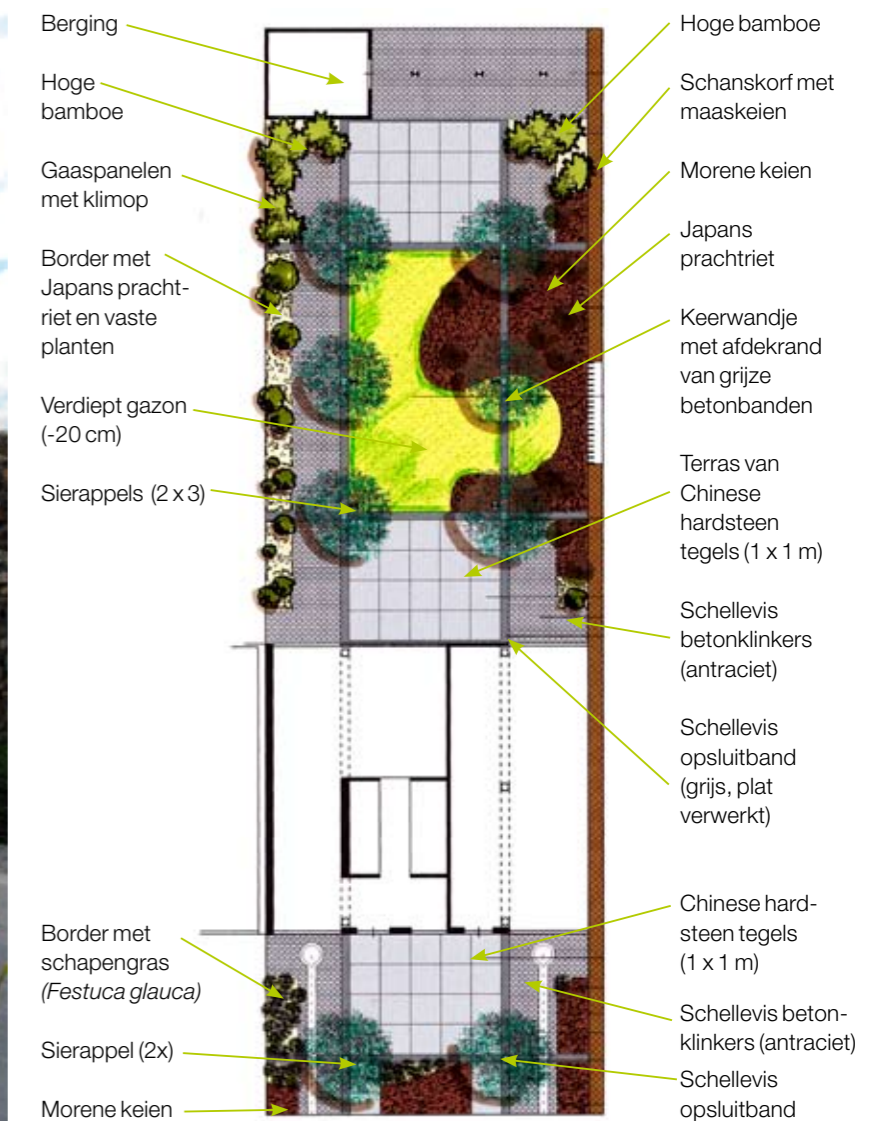 Berging
Hoge
bamboe
Gaaspanelen
met klimop
Border met
Japans pracht-
riet en vaste
planten
Verdiept gazon
(-20 cm)
Sierappels (2 x 3)
Border met
schapengras
(Festuca glauca)
Sierappel (2x)
Morene keien
Hoge bamboe
Schanskorf met
maaskeien
Morene keien
Japans
prachtriet
Keerwandje
met afdekrand
van grijze
betonbanden
Terras van
Chinese
hardsteen
tegels (1 x 1 m)
Schellevis
betonklinkers
(antraciet)
Schellevis
opsluitband
(grijs, plat
verwerkt)
Chinese hard-
steen tegels
(1 x 1 m)
Schellevis beton-
klinkers (antraciet)
Schellevis
opsluitband